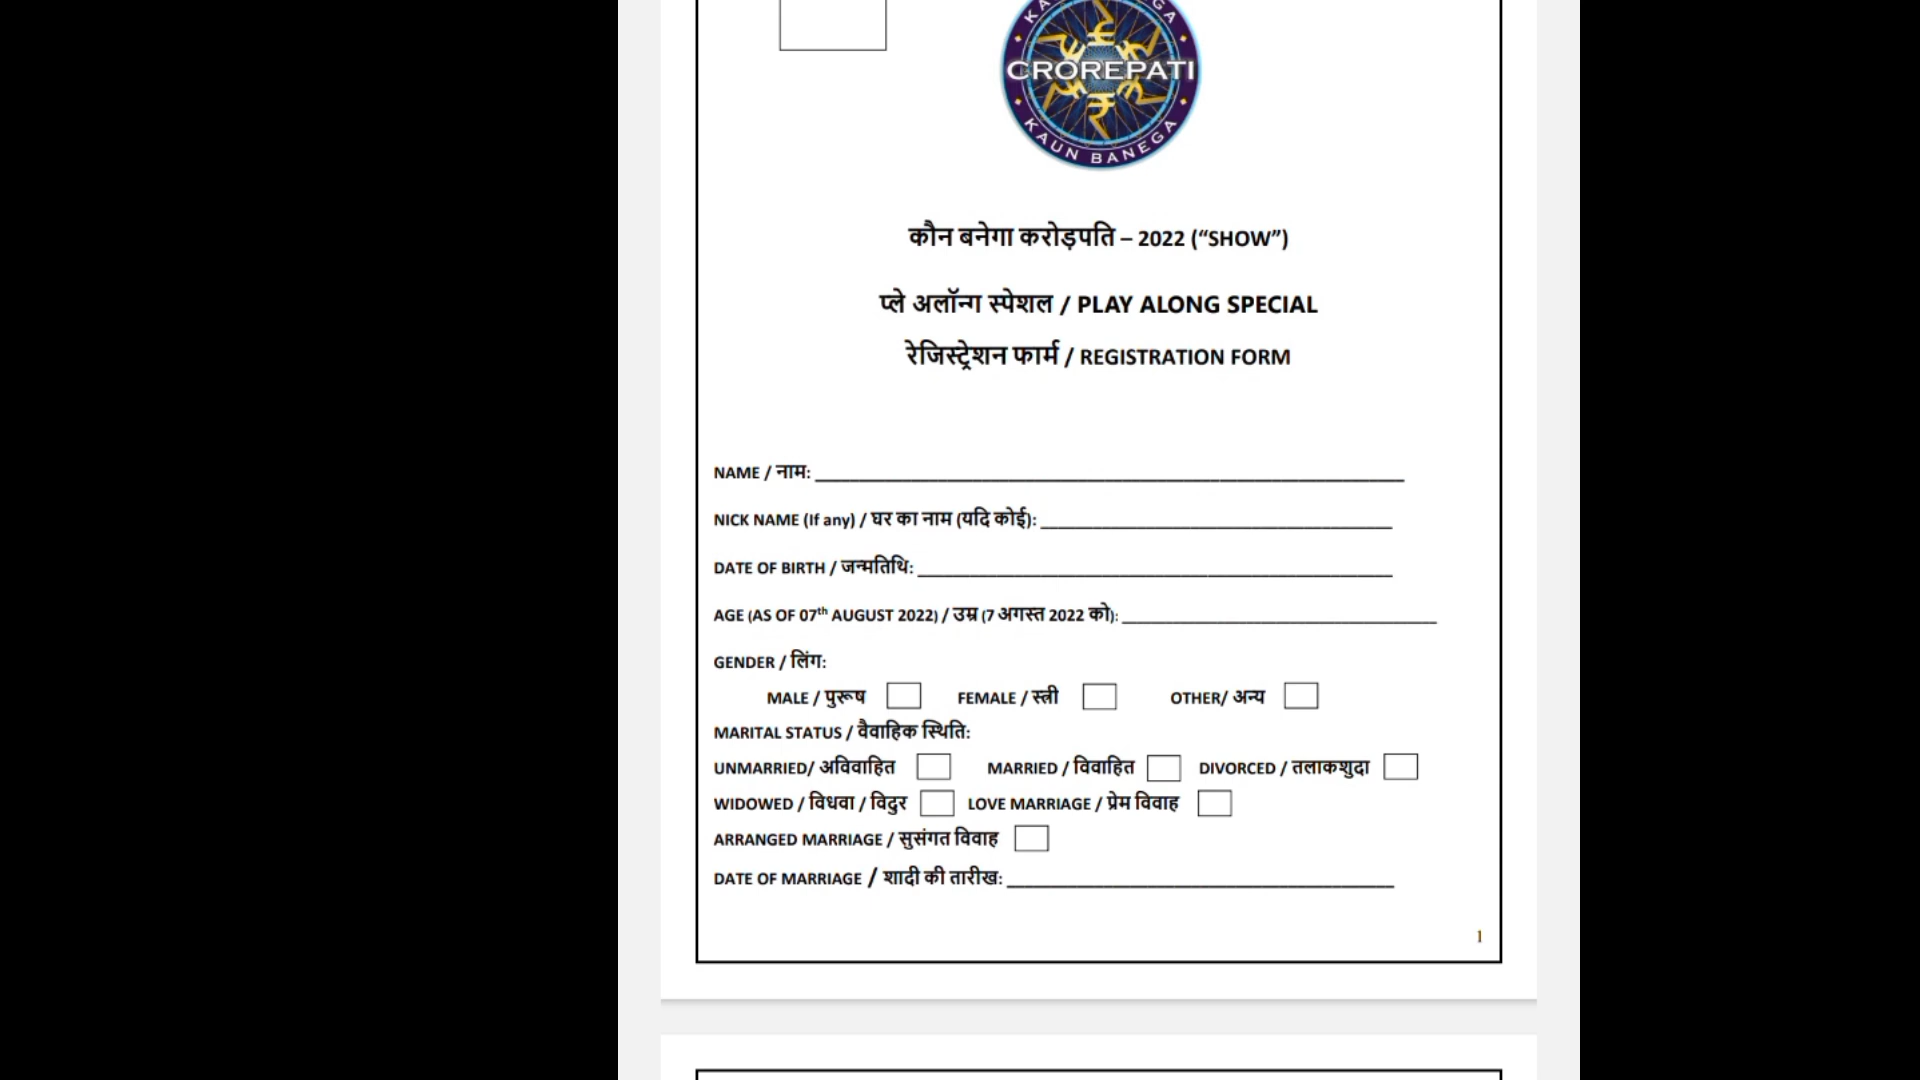 CROREPATI
KAUN BANEGA
कौन बनेगा करोड़पति – 2022 (“SHOW”)
प्ले अलॉन्ग स्पेशल / PLAY ALONG SPECIAL
रेजिस्ट्रेशन फार्म / REGISTRATION FORM
NAME / नाम:
NICK NAME (If any) / घर का नाम (यदि कोई):
DATE OF BIRTH / जन्मतिथि:
AGE (AS OF 07th AUGUST 2022) / उम्र (7 अगस्त 2022 को):
GENDER / लिंग:
MALE / पुरूष FEMALE / स्त्री OTHER/ अन्य
MARITAL STATUS / वैवाहिक स्थिति:
UNMARRIED/ अविवाहित MARRIED / विवाहित DIVORCED / तलाकशुदा
WIDOWED / विधवा / विदुर LOVE MARRIAGE / प्रेम विवाह
ARRANGED MARRIAGE / सुसंगत विवाह
DATE OF MARRIAGE / शादी की तारीख:
1